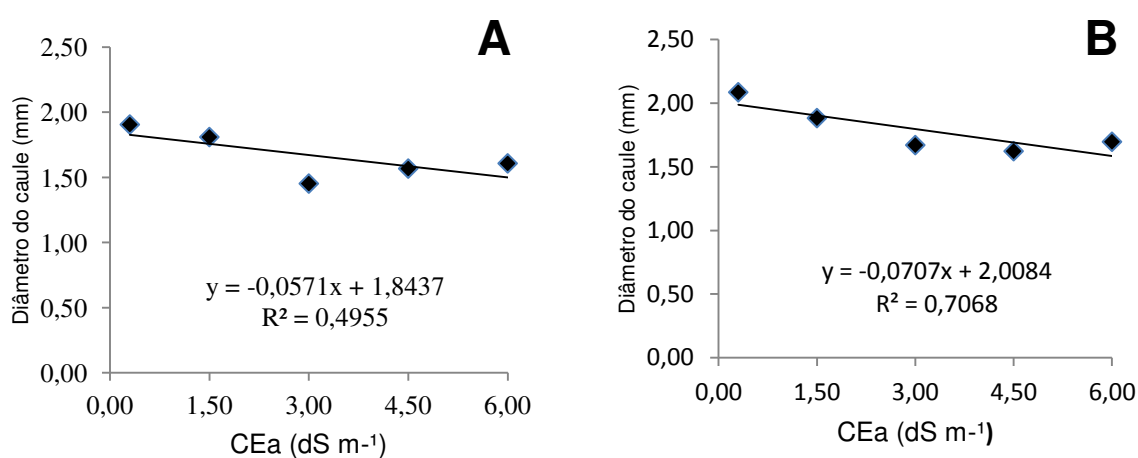 A
Diâmetro do caule (mm)
2,50
2,00
1,50
1,00
0,50
0,00
y = -0,0571x + 1,8437
R² = 0,4955
0,00 1,50 3,00 4,50 6,00
CEa (dS m-¹)
B
Diâmetro do caule (mm)
2,50
2,00
1,50
1,00
0,50
0,00
y = -0,0707x + 2,0084
R² = 0,7068
0,00 1,50 3,00 4,50 6,00
CEa (dS m-¹)